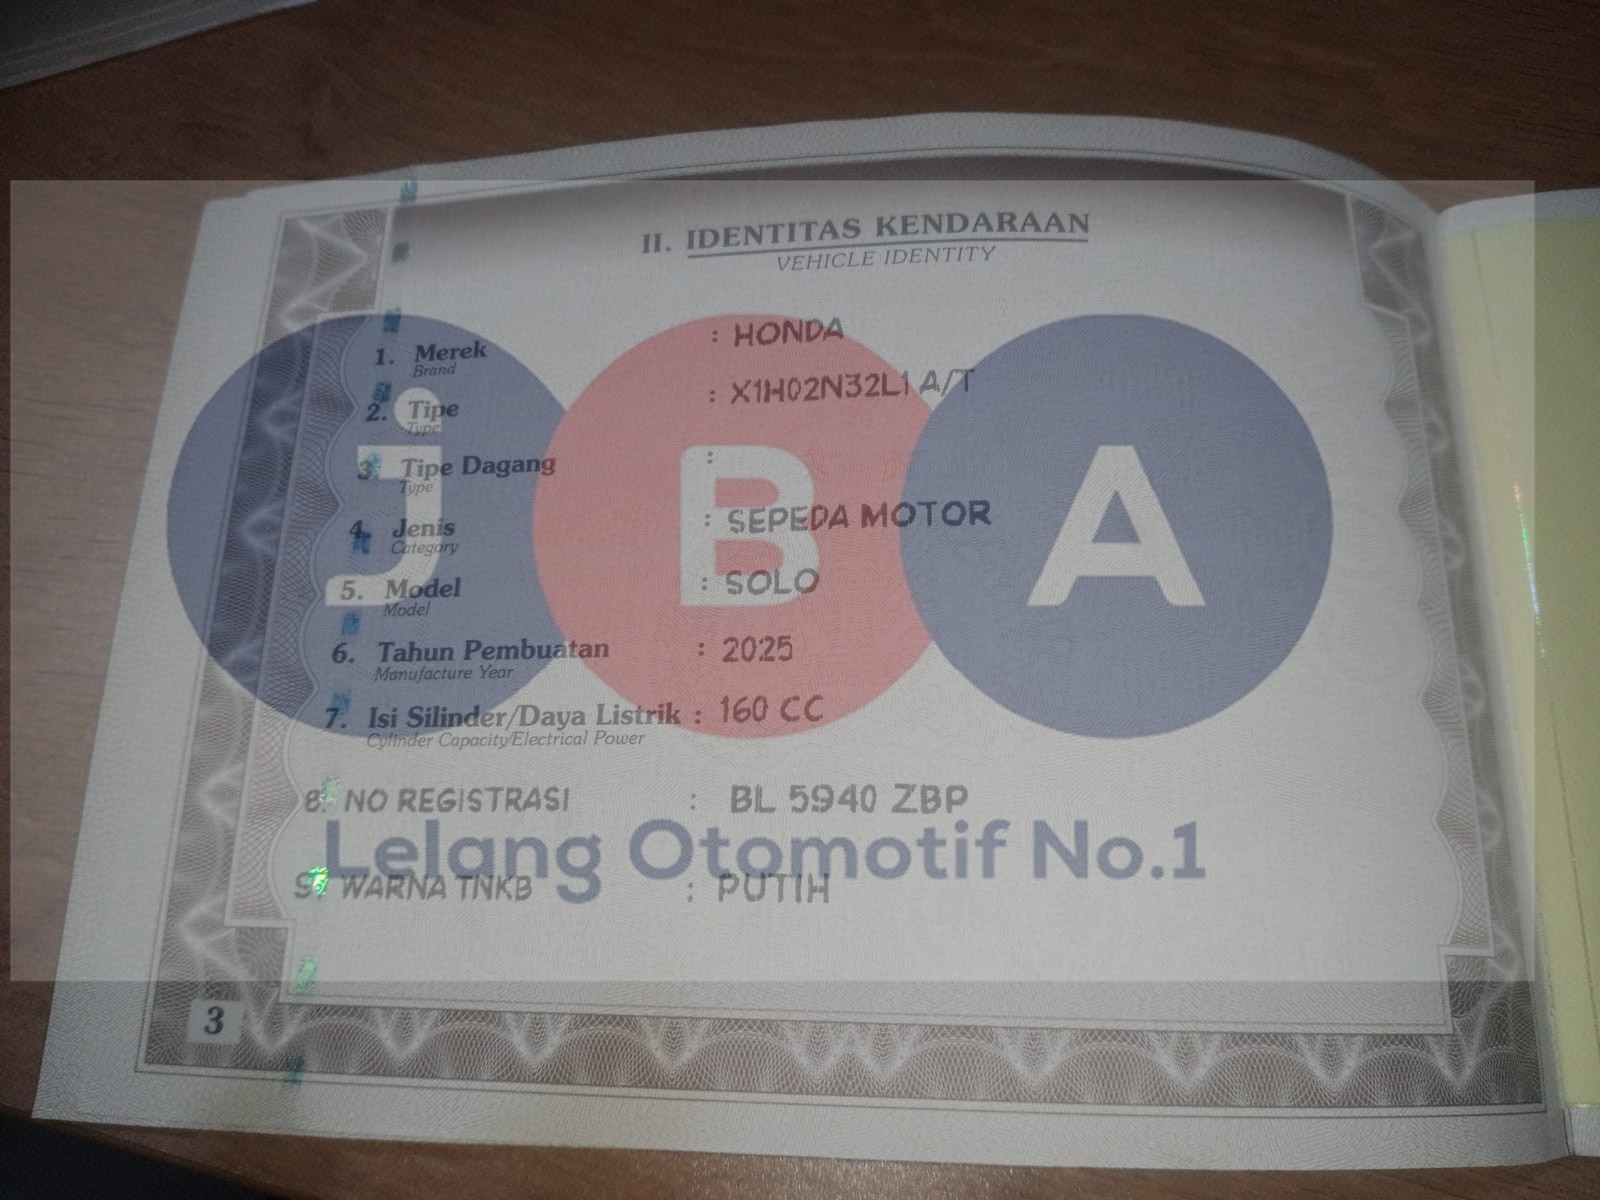 II. IDENTITAS KENDARAAN
VEHICLE IDENTITY
1. Merek : HONDA
Brand
2. Tipe : X1H02N32L1 A/T
Type
3. Tipe Dagang :
Type
4. Jenis : SEPEDA MOTOR
Category
5. Model : SOLO
Model
6. Tahun Pembuatan : 2025
Manufacture Year
7. Isi Silinder/Daya Listrik : 160 CC
Cylinder Capacity/Electrical Power
8. NO REGISTRASI : BL 5940 ZBP
9. WARNA TNKB : PUTIH
3
jBA
Lelang Otomotif No.1